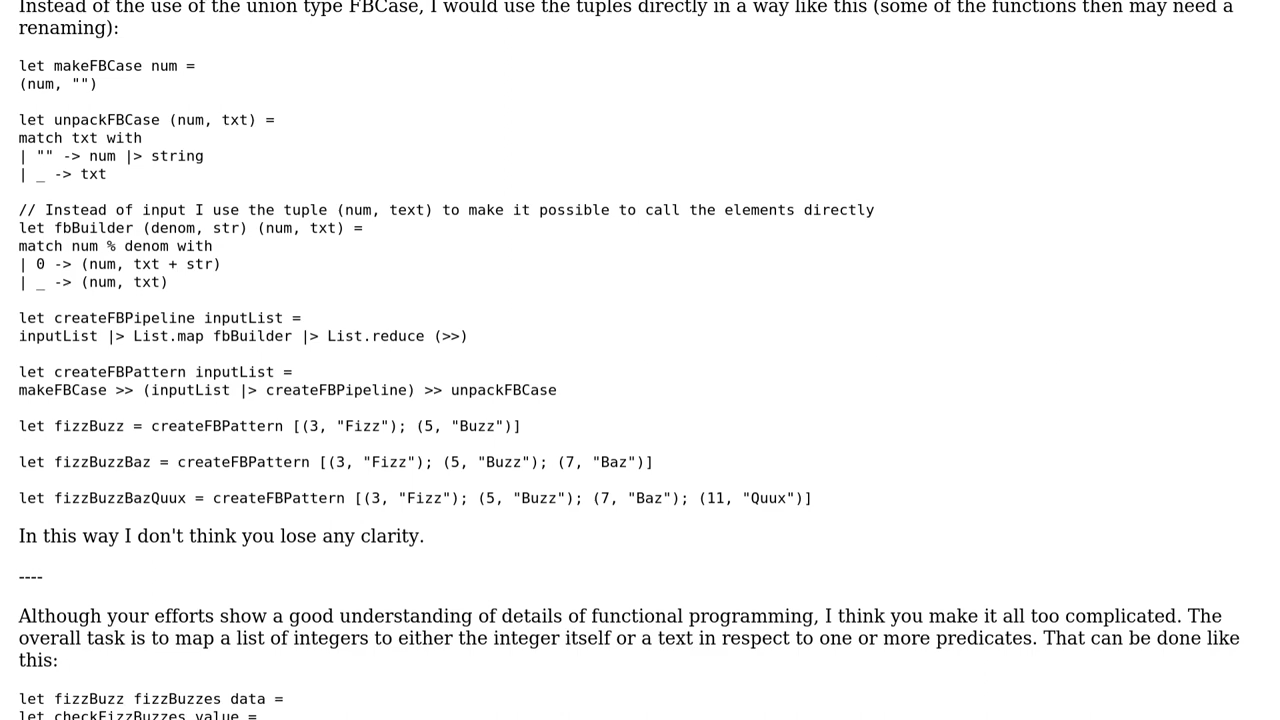 Instead of the use of the union type FBCase, I would use the tuples directly in a way like this (some of the functions then may need a
renaming):
let makeFBCase num =
(num, "")
let unpackFBCase (num, txt) =
match txt with
| "" -> num |> string
| _ -> txt
// Instead of input I use the tuple (num, text) to make it possible to call the elements directly
let fbBuilder (denom, str) (num, txt) =
match num % denom with
| 0 -> (num, txt + str)
| _ -> (num, txt)
let createFBPipeline inputList =
inputList |> List.map fbBuilder |> List.reduce (>>)
let createFBPattern inputList =
makeFBCase >> (inputList |> createFBPipeline) >> unpackFBCase
let fizzBuzz = createFBPattern [(3, "Fizz"); (5, "Buzz")]
let fizzBuzzBaz = createFBPattern [(3, "Fizz"); (5, "Buzz"); (7, "Baz")]
let fizzBuzzBazQuux = createFBPattern [(3, "Fizz"); (5, "Buzz"); (7, "Baz"); (11, "Quux")]
In this way I don't think you lose any clarity.
----
Although your efforts show a good understanding of details of functional programming, I think you make it all too complicated. The
overall task is to map a list of integers to either the integer itself or a text in respect to one or more predicates. That can be done like
this:
let fizzBuzz fizzBuzzes data =
let checkFizzBuzzes value =